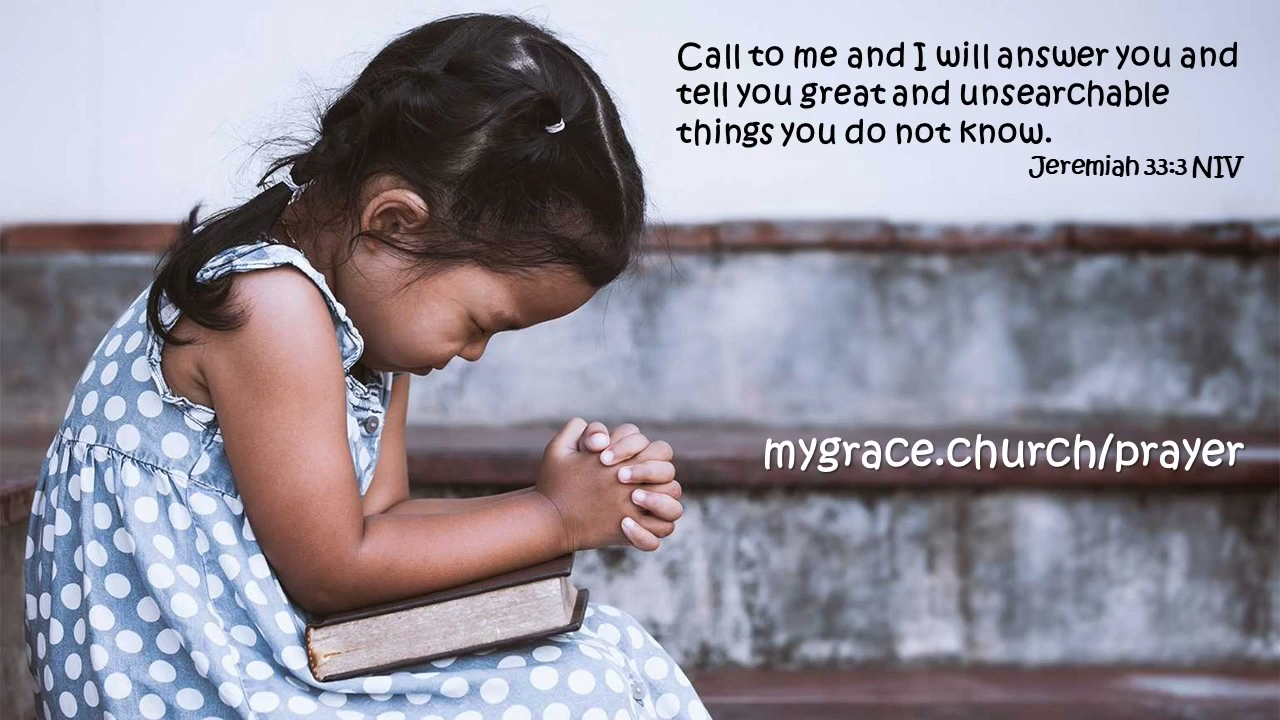 Call to me and I will answer you and
tell you great and unsearchable
things you do not know.
Jeremiah 33:3 NIV
mygrace.church/prayer